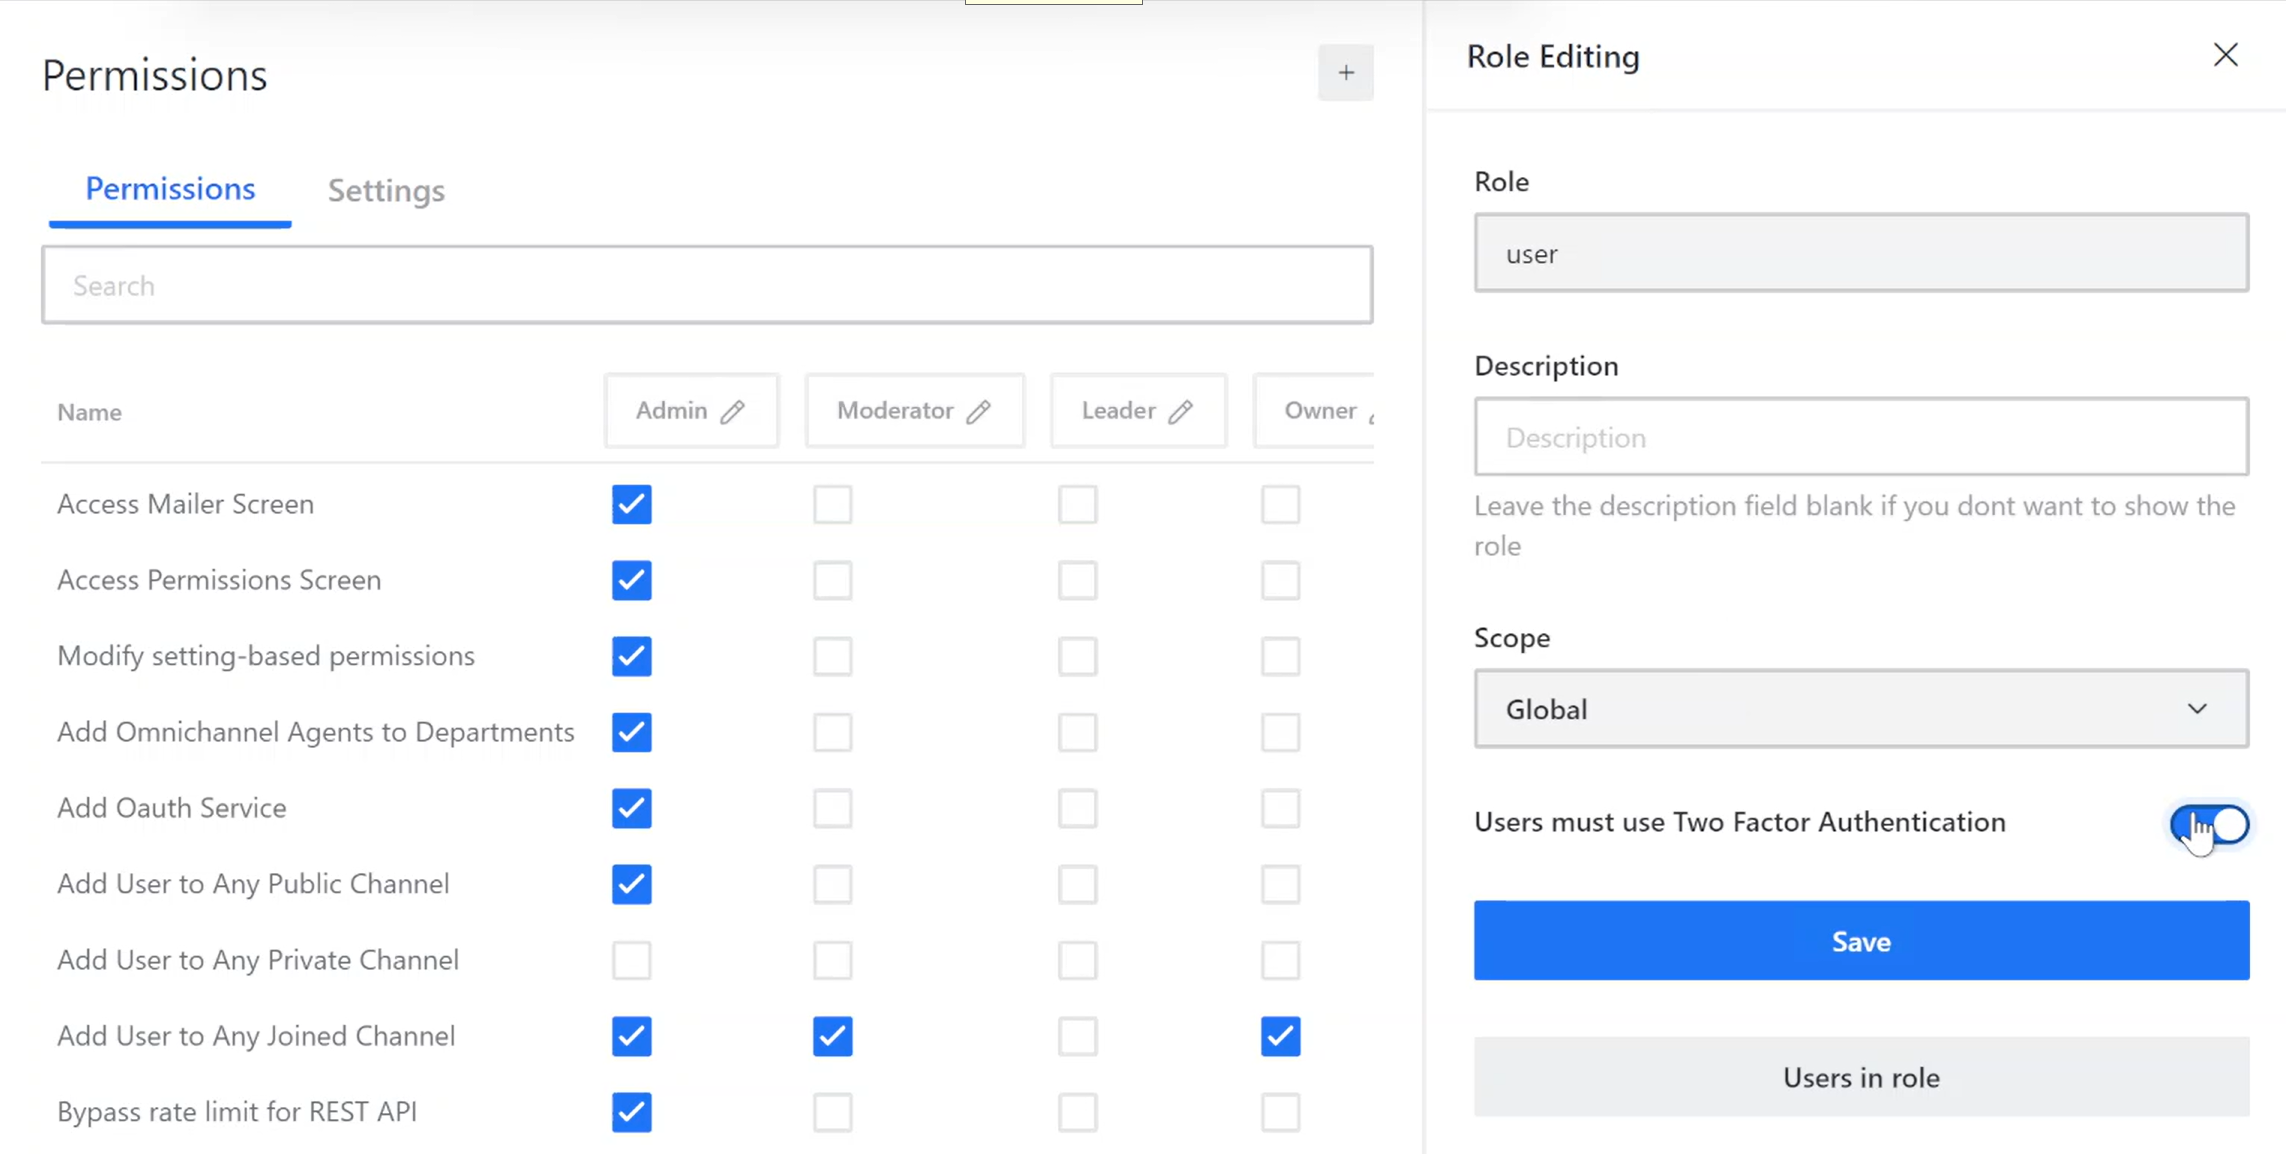 Permissions
+
Permissions
Settings
Search
Name
Admin
Moderator
Leader
Owner
Access Mailer Screen
Access Permissions Screen
Modify setting-based permissions
Add Omnichannel Agents to Departments
Add Oauth Service
Add User to Any Public Channel
Add User to Any Private Channel
Add User to Any Joined Channel
Bypass rate limit for REST API
Role Editing
Role
user
Description
Description
Leave the description field blank if you dont want to show the
role
Scope
Global
Users must use Two Factor Authentication
Save
Users in role